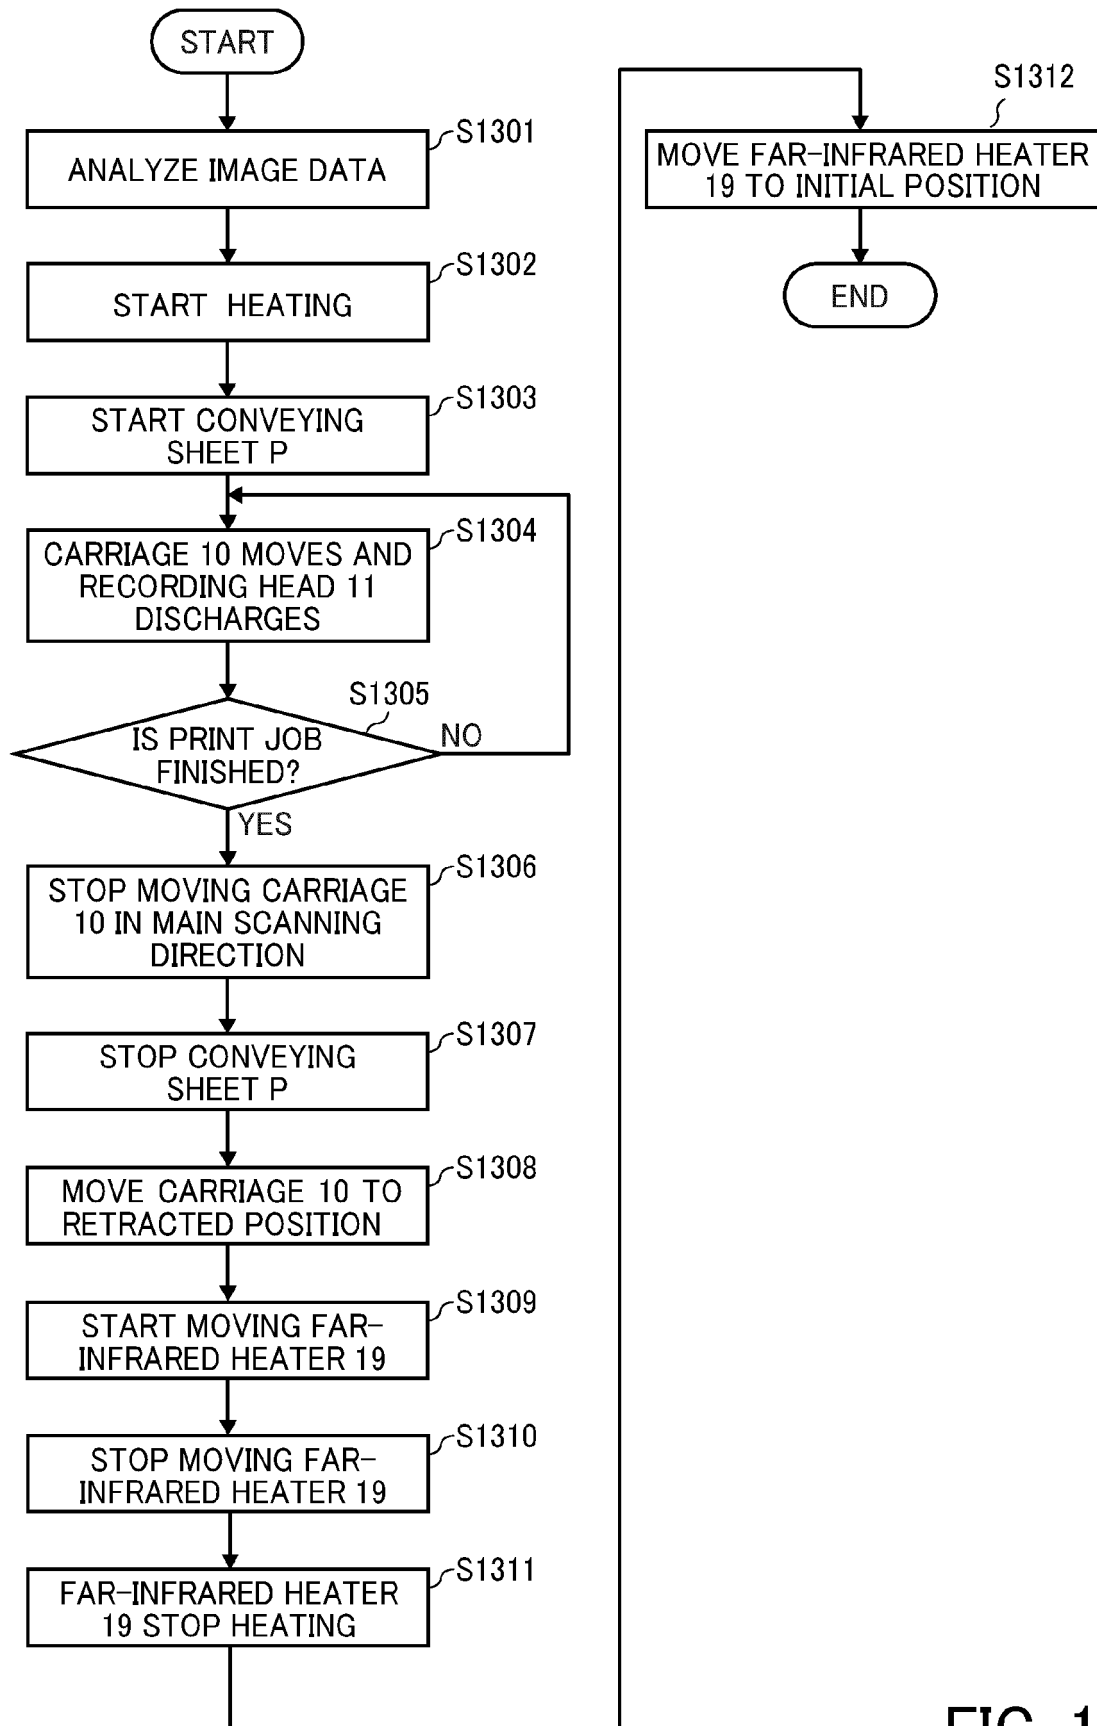 START
S1301
ANALYZE IMAGE DATA
S1302
START HEATING
S1303
START CONVEYING
SHEET P
S1304
CARRIAGE 10 MOVES AND
RECORDING HEAD 11
DISCHARGES
S1305
IS PRINT JOB
FINISHED?
NO
YES
S1306
STOP MOVING CARRIAGE
10 IN MAIN SCANNING
DIRECTION
S1307
STOP CONVEYING
SHEET P
S1308
MOVE CARRIAGE 10 TO
RETRACTED POSITION
S1309
START MOVING FAR-
INFRARED HEATER 19
S1310
STOP MOVING FAR-
INFRARED HEATER 19
S1311
FAR-INFRARED HEATER
19 STOP HEATING
S1312
MOVE FAR-INFRARED HEATER
19 TO INITIAL POSITION
END